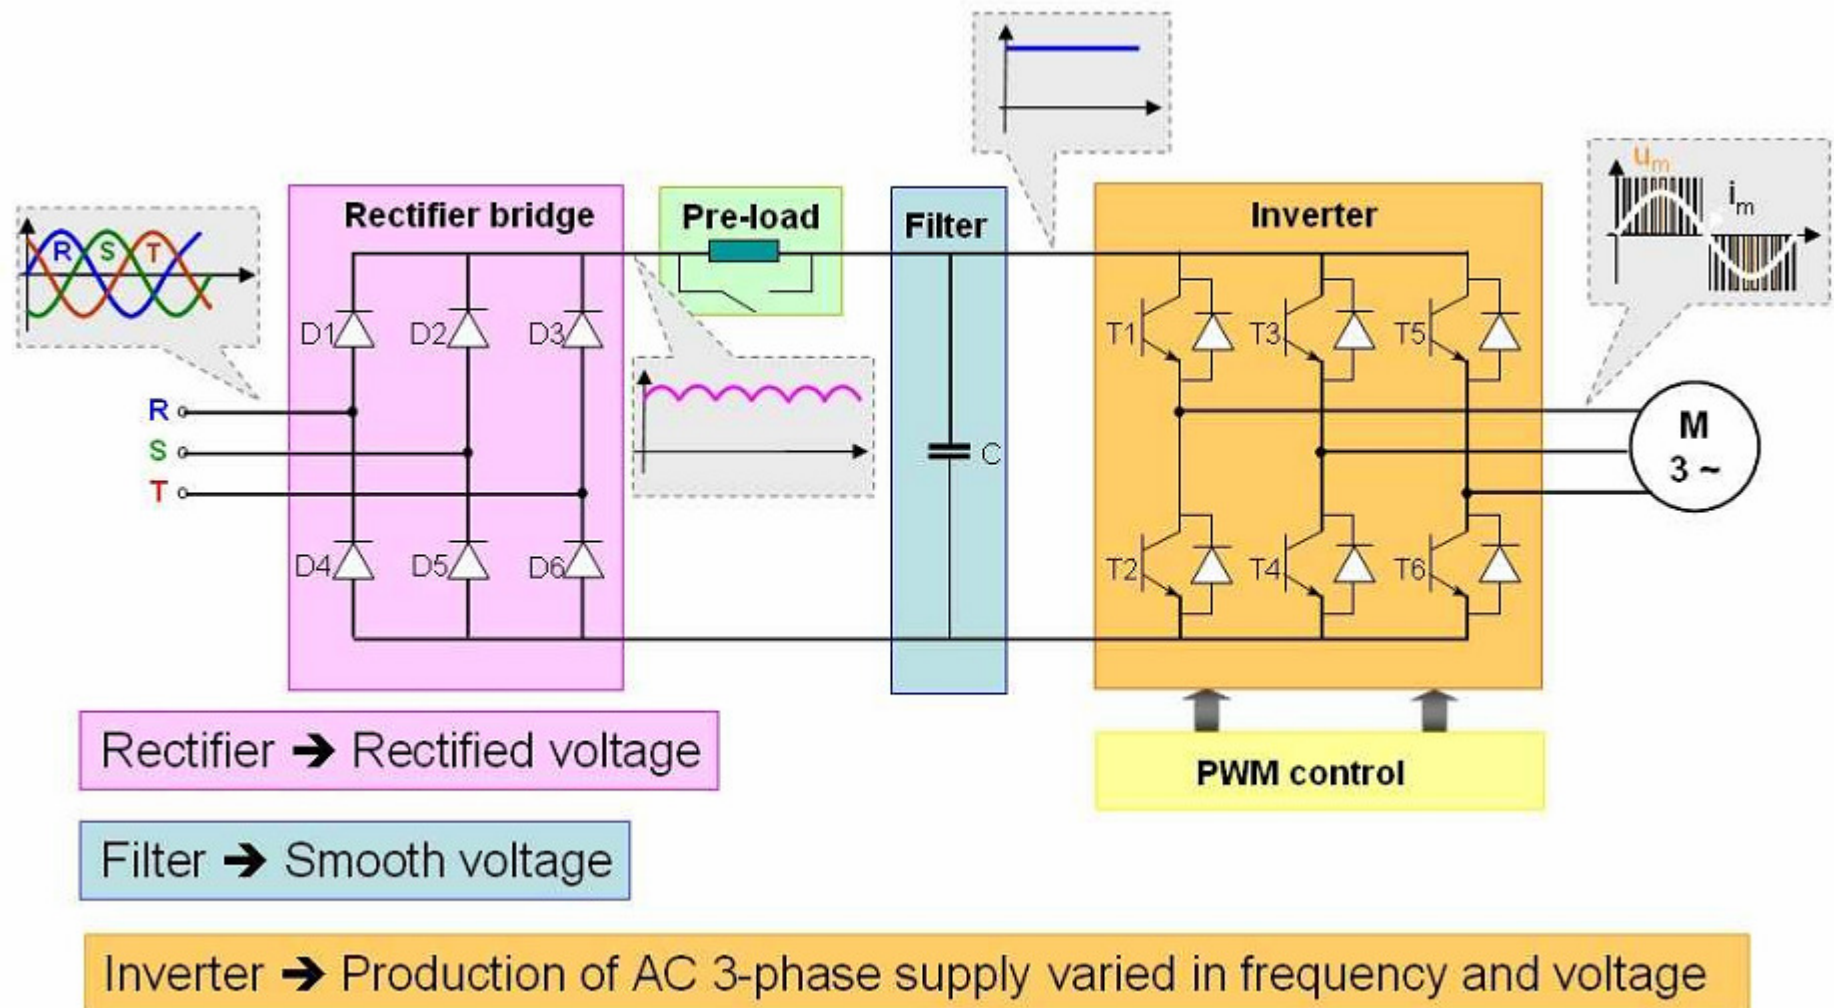 u_m
i_m
Rectifier bridge
Pre-load
Filter
Inverter
R S T
D1 D2 D3
T1 T3 T5
R
S
T
C
M
3 ~
D4 D5 D6
T2 T4 T6
Rectifier ➔ Rectified voltage
PWM control
Filter ➔ Smooth voltage
Inverter ➔ Production of AC 3-phase supply varied in frequency and voltage